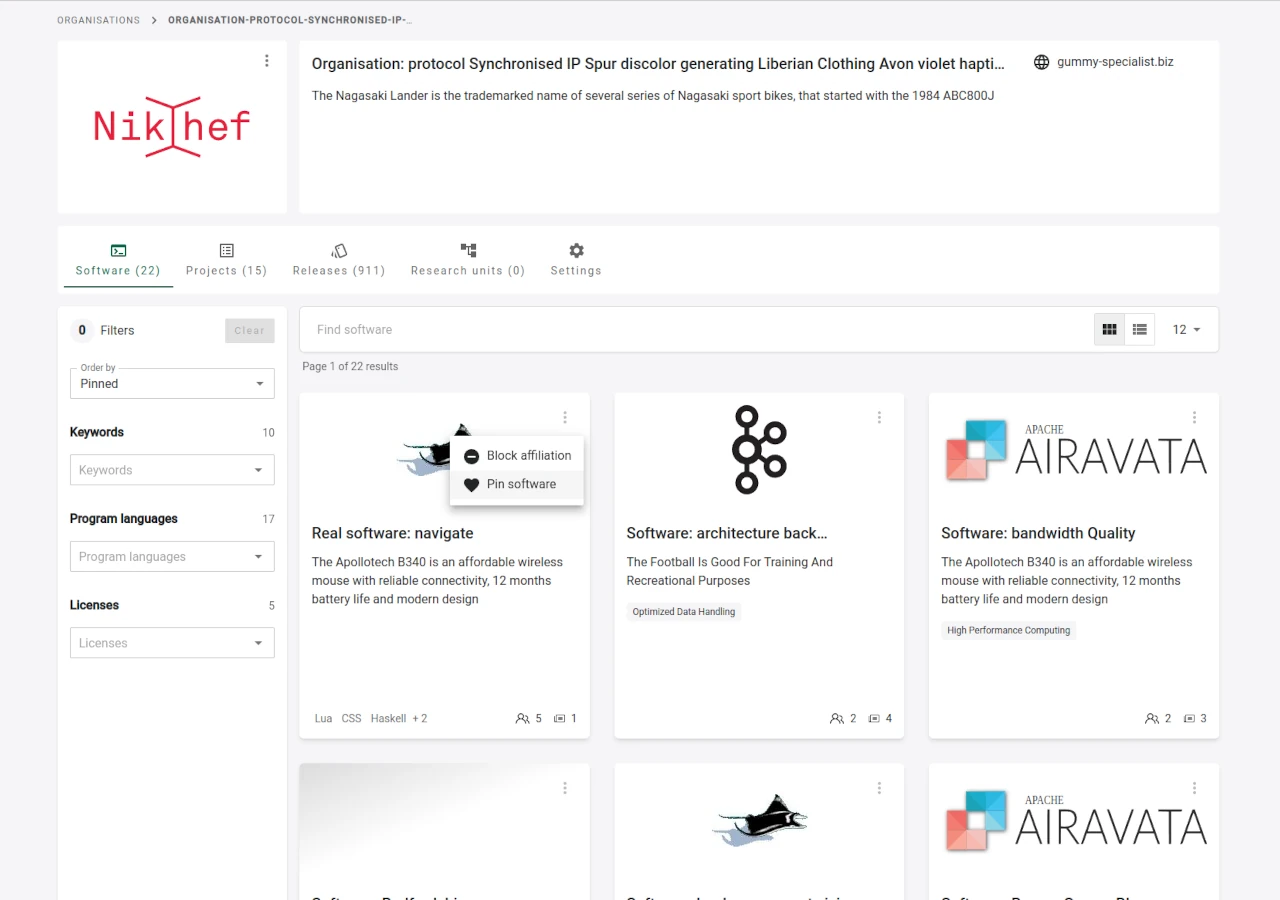 ORGANISATIONS > ORGANISATION-PROTOCOL-SYNCHRONISED-IP-...
Nikhef
Organisation: protocol Synchronised IP Spur discolor generating Liberian Clothing Avon violet hapti...
gummy-specialist.biz
The Nagasaki Lander is the trademarked name of several series of Nagasaki sport bikes, that started with the 1984 ABC800J
Software (22) Projects (15) Releases (911) Research units (0) Settings
0 Filters Clear
Order by
Pinned
Keywords 10
Keywords
Program languages 17
Program languages
Licenses 5
Licenses
Find software 12
Page 1 of 22 results
Block affiliation
Pin software
Real software: navigate
The Apollotech B340 is an affordable wireless
mouse with reliable connectivity, 12 months
battery life and modern design
Lua CSS Haskell + 2 5 1
Software: architecture back...
The Football Is Good For Training And
Recreational Purposes
Optimized Data Handling
2 4
APACHE
AIRAVATA
Software: bandwidth Quality
The Apollotech B340 is an affordable wireless
mouse with reliable connectivity, 12 months
battery life and modern design
High Performance Computing
2 3
APACHE
AIRAVATA